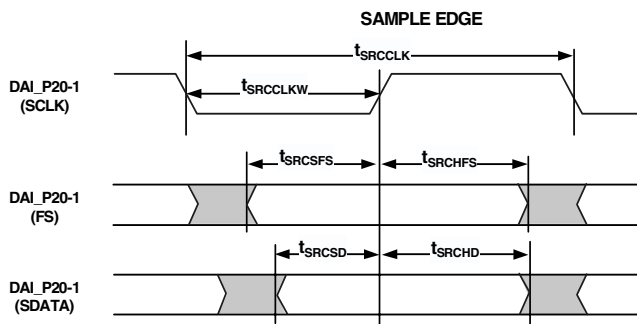 SAMPLE EDGE
tSRCCLK
DAI_P20-1
(SCLK)
tSRCCLKW
tSRCSFS
tSRCHFS
DAI_P20-1
(FS)
tSRCSD
tSRCHD
DAI_P20-1
(SDATA)